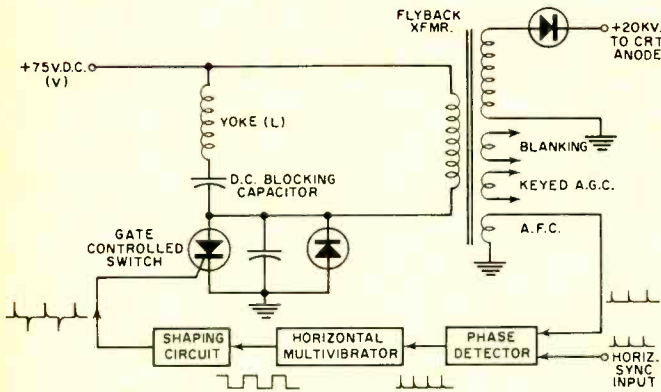 FLYBACK
XFMR.
+20KV.
TO CRT
ANODE
+75V.D.C.
(V)
YOKE (L)
BLANKING
D.C. BLOCKING
CAPACITOR
KEYED A.G.C.
GATE
CONTROLLED
SWITCH
A.F.C.
SHAPING
CIRCUIT
HORIZONTAL
MULTIVIBRATOR
PHASE
DETECTOR
HORIZ.
SYNC
INPUT